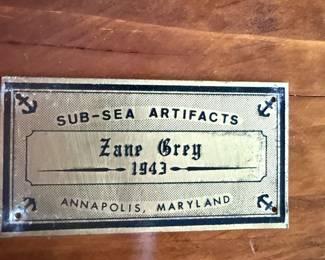 SUB-SEA ARTIFACTS
Zane Grey
1943
ANNAPOLIS, MARYLAND